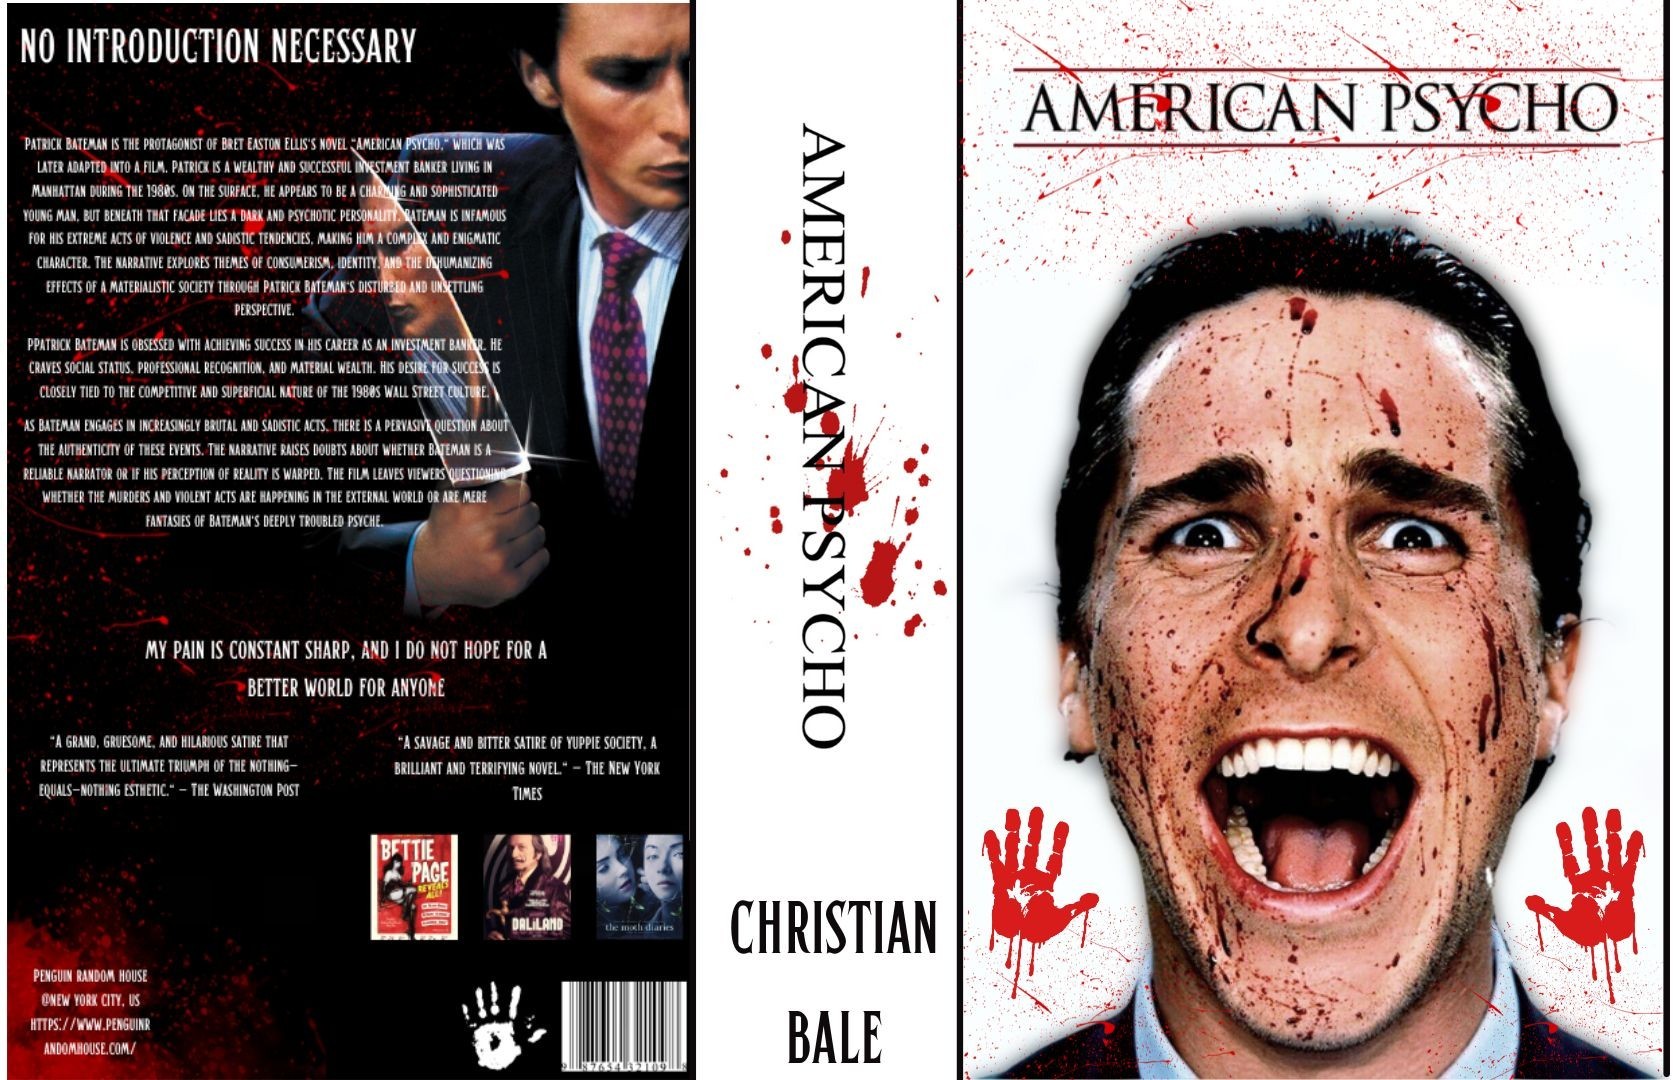 NO INTRODUCTION NECESSARY
PATRICK BATEMAN IS THE PROTAGONIST OF BRET EASTON ELLIS'S NOVEL "AMERICAN PSYCHO," WHICH WAS
LATER ADAPTED INTO A FILM. PATRICK IS A WEALTHY AND SUCCESSFUL INVESTMENT BANKER LIVING IN
MANHATTAN DURING THE 1980S. ON THE SURFACE, HE APPEARS TO BE A CHARMING AND SOPHISTICATED
YOUNG MAN, BUT BENEATH THAT FACADE LIES A DARK AND PSYCHOTIC PERSONALITY. BATEMAN IS INFAMOUS
FOR HIS EXTREME ACTS OF VIOLENCE AND SADISTIC TENDENCIES, MAKING HIM A COMPLEX AND ENIGMATIC
CHARACTER. THE NARRATIVE EXPLORES THEMES OF CONSUMERISM, IDENTITY, AND THE DEHUMANIZING
EFFECTS OF A MATERIALISTIC SOCIETY THROUGH PATRICK BATEMAN'S DISTURBED AND UNSETTLING
PERSPECTIVE.
PPATRICK BATEMAN IS OBSESSED WITH ACHIEVING SUCCESS IN HIS CAREER AS AN INVESTMENT BANKER. HE
CRAVES SOCIAL STATUS, PROFESSIONAL RECOGNITION, AND MATERIAL WEALTH. HIS DESIRE FOR SUCCESS IS
CLOSELY TIED TO THE COMPETITIVE AND SUPERFICIAL NATURE OF THE 1980S WALL STREET CULTURE.
AS BATEMAN ENGAGES IN INCREASINGLY BRUTAL AND SADISTIC ACTS, THERE IS A PERVASIVE QUESTION ABOUT
THE AUTHENTICITY OF THESE EVENTS. THE NARRATIVE RAISES DOUBTS ABOUT WHETHER BATEMAN IS A
RELIABLE NARRATOR OR IF HIS PERCEPTION OF REALITY IS WARPED. THE FILM LEAVES VIEWERS QUESTIONING
WHETHER THE MURDERS AND VIOLENT ACTS ARE HAPPENING IN THE EXTERNAL WORLD OR ARE MERE
FANTASIES OF BATEMAN'S DEEPLY TROUBLED PSYCHE.
MY PAIN IS CONSTANT SHARP, AND I DO NOT HOPE FOR A
BETTER WORLD FOR ANYONE
"A GRAND, GRUESOME, AND HILARIOUS SATIRE THAT
REPRESENTS THE ULTIMATE TRIUMPH OF THE NOTHING-
EQUALS-NOTHING ESTHETIC." – THE WASHINGTON POST
"A SAVAGE AND BITTER SATIRE OF YUPPIE SOCIETY, A
BRILLIANT AND TERRIFYING NOVEL." – THE NEW YORK
TIMES
BETTIE
PAGE
REVEALS
ALL!
DALÍLAND
the moth diaries
PENGUIN RANDOM HOUSE
@NEW YORK CITY, US
HTTPS://WWW.PENGUINR
ANDOMHOUSE.COM/
9 87654 32109 8
AMERICAN PSYCHO
CHRISTIAN
BALE
AMERICAN PSYCHO